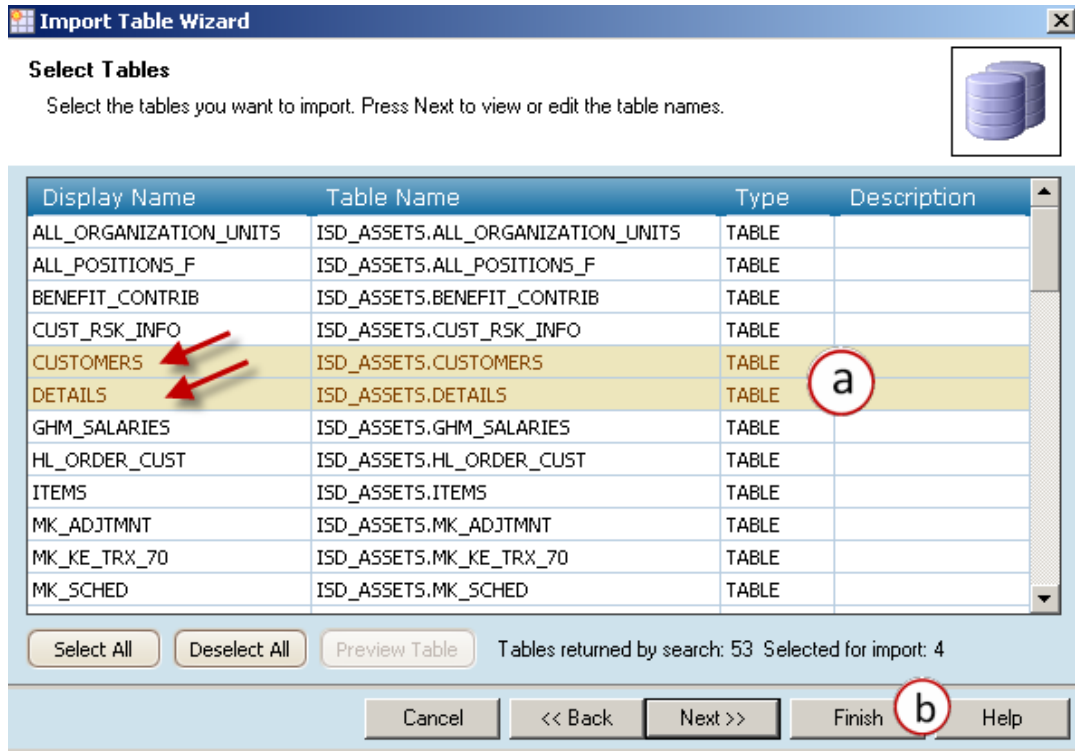 Import Table Wizard
Select Tables
Select the tables you want to import. Press Next to view or edit the table names.
Display Name Table Name Type Description
ALL_ORGANIZATION_UNITS ISD_ASSETS.ALL_ORGANIZATION_UNITS TABLE
ALL_POSITIONS_F ISD_ASSETS.ALL_POSITIONS_F TABLE
BENEFIT_CONTRIB ISD_ASSETS.BENEFIT_CONTRIB TABLE
CUST_RSK_INFO ISD_ASSETS.CUST_RSK_INFO TABLE
CUSTOMERS ISD_ASSETS.CUSTOMERS TABLE
a
DETAILS ISD_ASSETS.DETAILS TABLE
GHM_SALARIES ISD_ASSETS.GHM_SALARIES TABLE
HL_ORDER_CUST ISD_ASSETS.HL_ORDER_CUST TABLE
ITEMS ISD_ASSETS.ITEMS TABLE
MK_ADJTMNT ISD_ASSETS.MK_ADJTMNT TABLE
MK_KE_TRX_70 ISD_ASSETS.MK_KE_TRX_70 TABLE
MK_SCHED ISD_ASSETS.MK_SCHED TABLE
Select All Deselect All Preview Table Tables returned by search: 53 Selected for import: 4
Cancel << Back Next >> Finish b Help